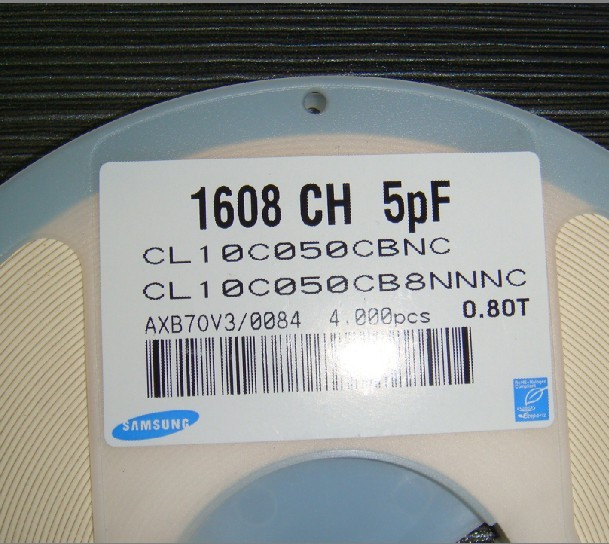 1608 CH 5pF
CL10C050CBNC
CL10C050CB8NNNC
AXB70V3/0084 4.000pcs 0.80T
SAMSUNG